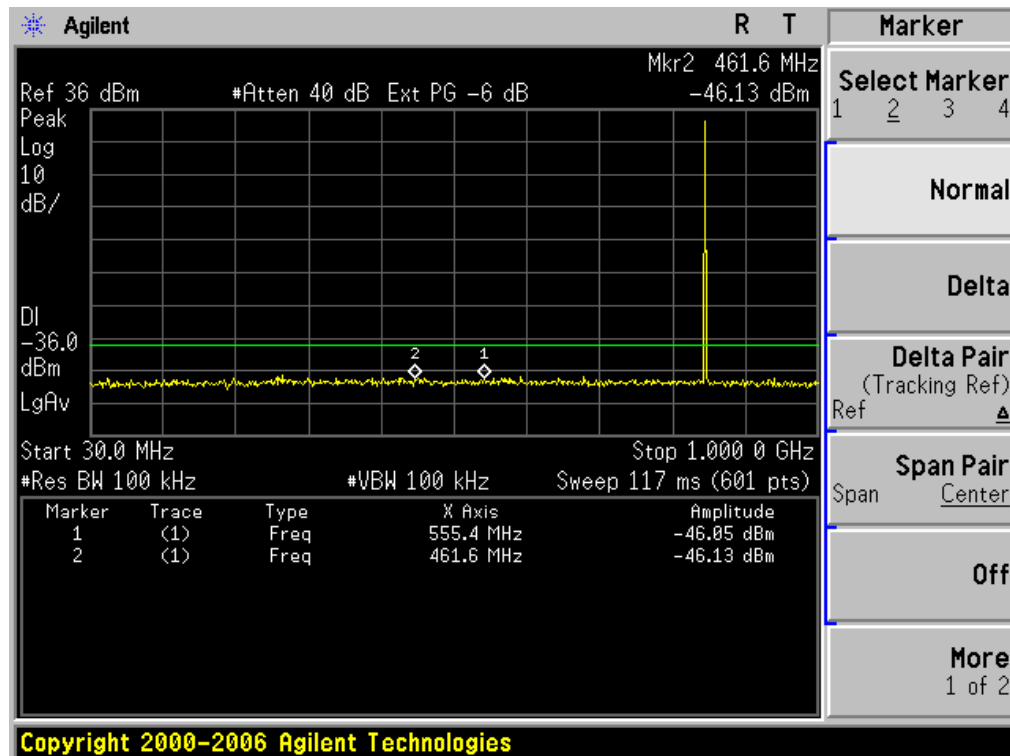 Agilent R T
Mkr2 461.6 MHz
Ref 36 dBm #Atten 40 dB Ext PG -6 dB -46.13 dBm
Peak
Log
10
dB/
DI
-36.0
dBm
LgAv
2 1
Start 30.0 MHz Stop 1.000 0 GHz
#Res BW 100 kHz #VBW 100 kHz Sweep 117 ms (601 pts)
Marker Trace Type X Axis Amplitude
1 (1) Freq 555.4 MHz -46.05 dBm
2 (1) Freq 461.6 MHz -46.13 dBm
Copyright 2000-2006 Agilent Technologies
Marker
Select Marker
1 2 3 4
Normal
Delta
Delta Pair
(Tracking Ref)
Ref Δ
Span Pair
Span Center
Off
More
1 of 2